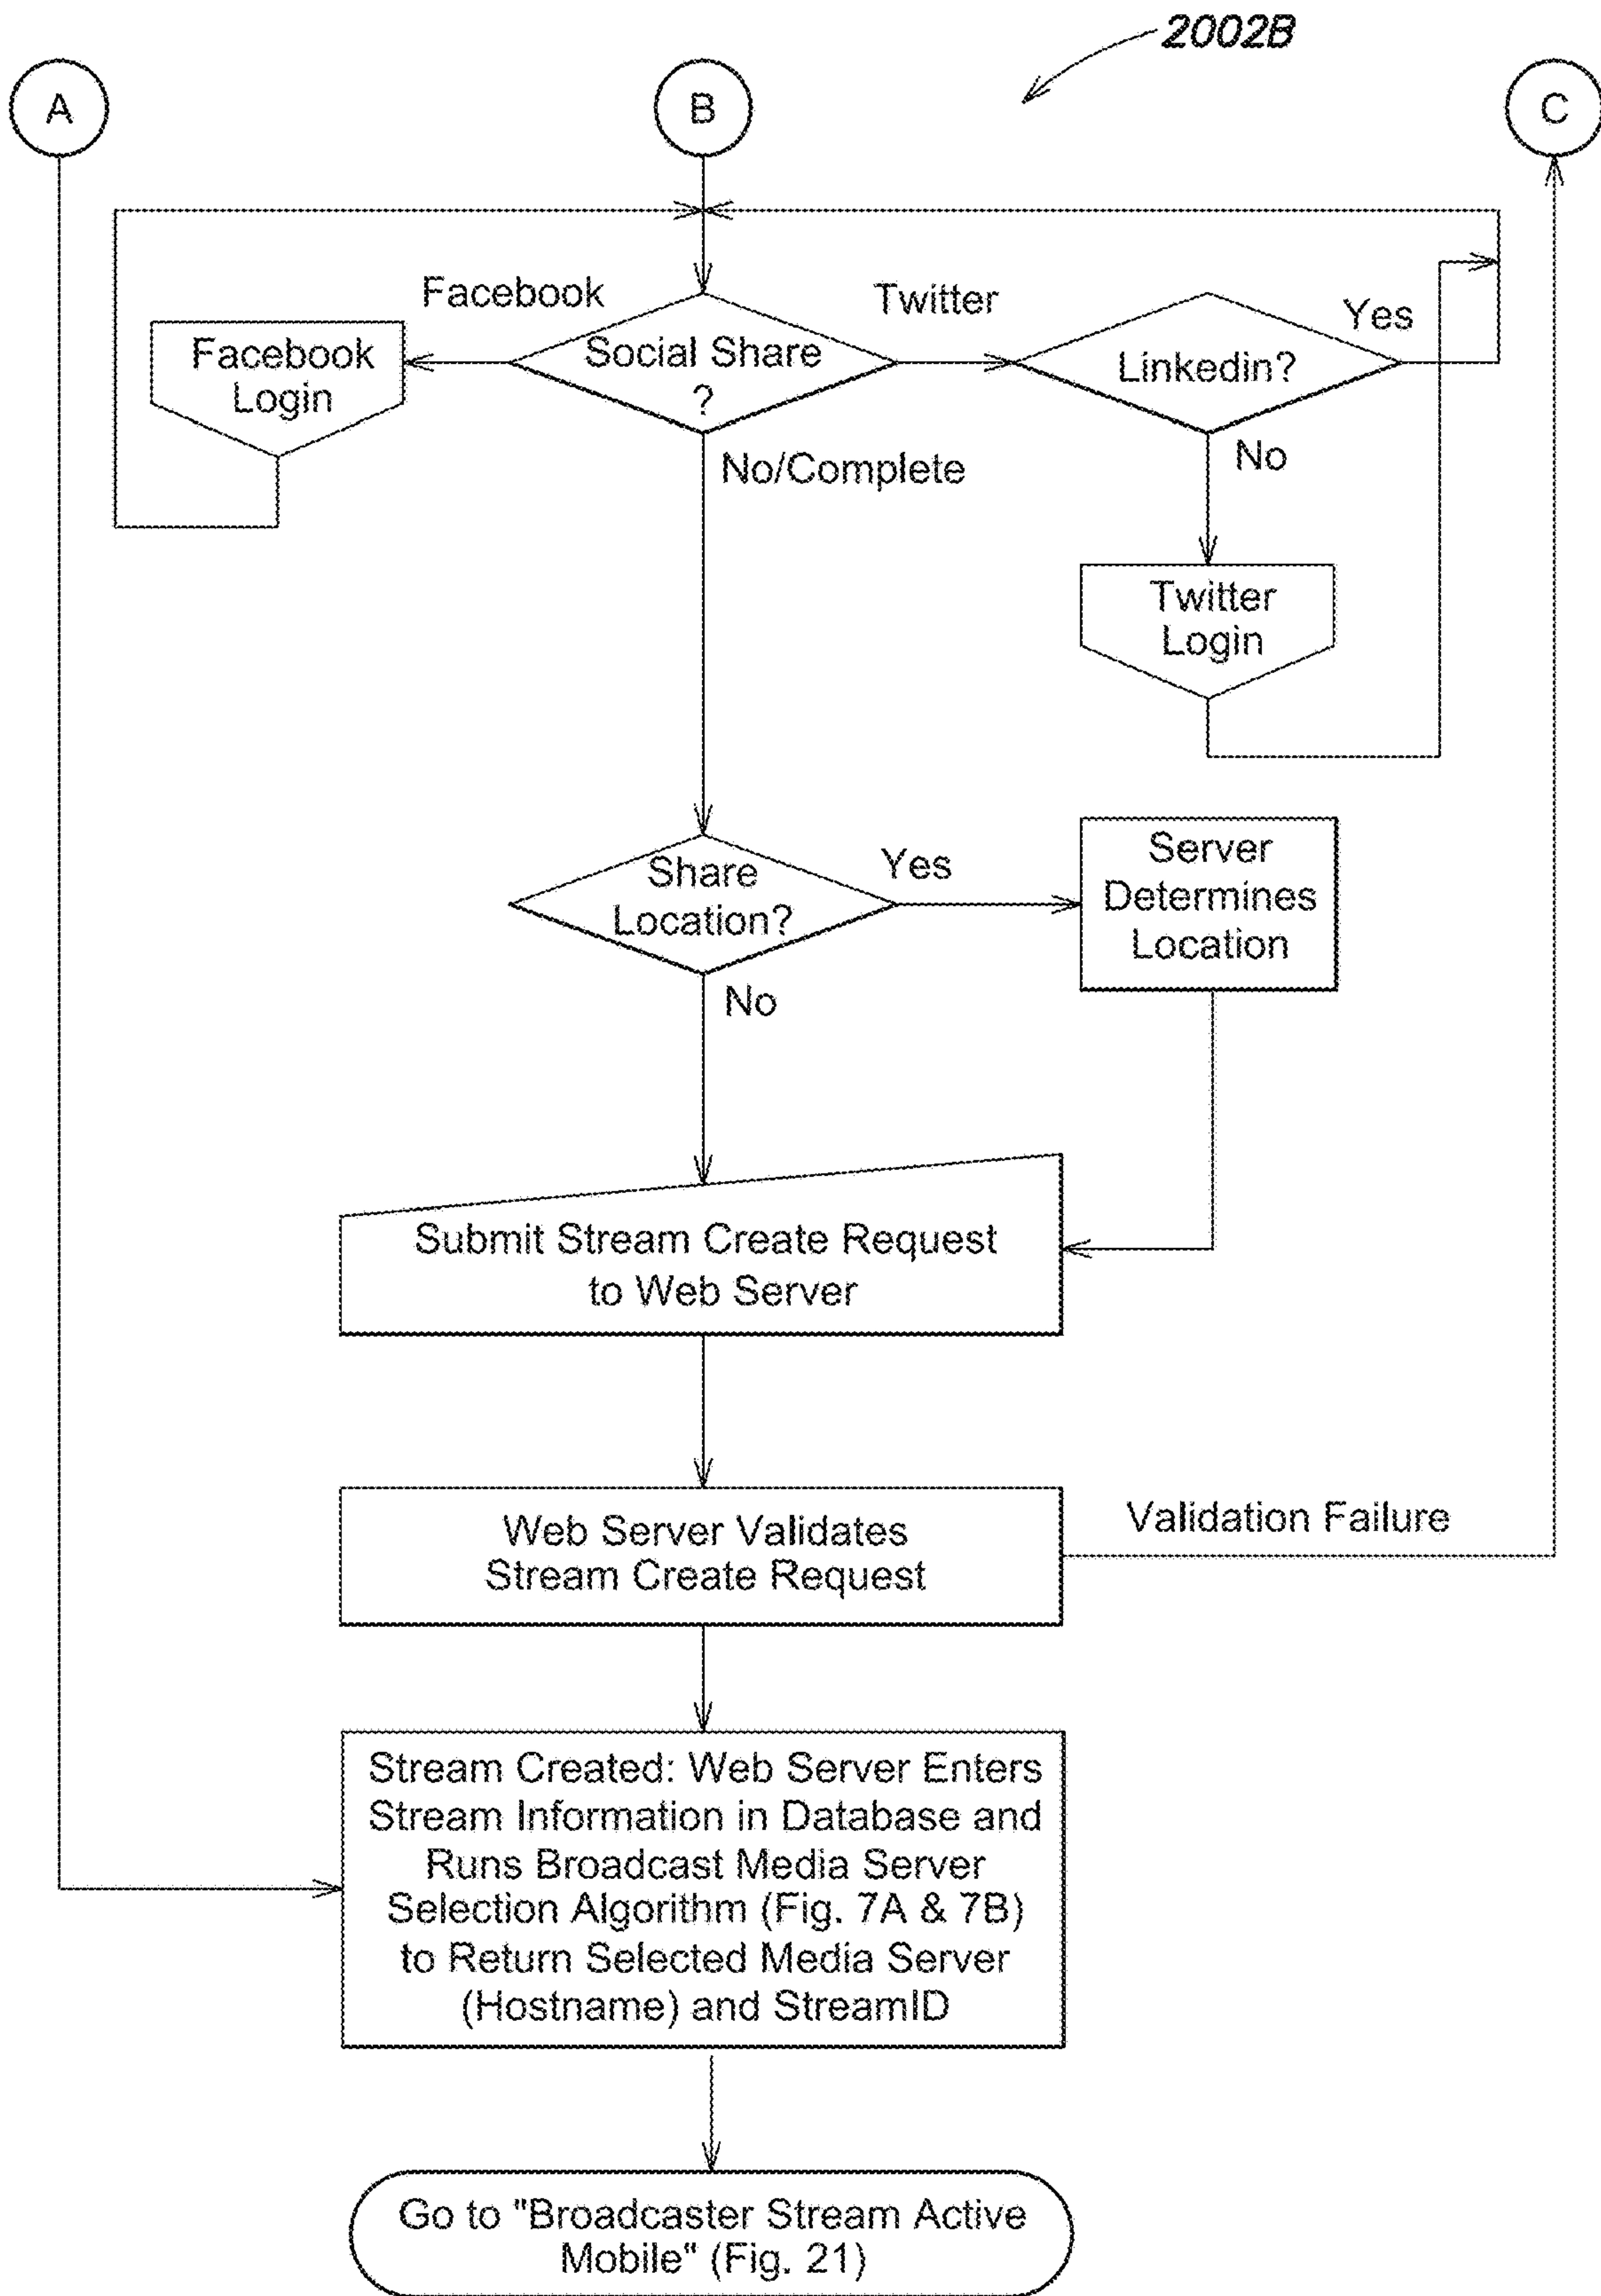 2002B
A
B
C
Facebook
Twitter
Yes
Facebook
Login
Social Share
?
Linkedin?
No/Complete
No
Twitter
Login
Share
Location?
Yes
Server
Determines
Location
No
Submit Stream Create Request
to Web Server
Web Server Validates
Stream Create Request
Validation Failure
Stream Created: Web Server Enters
Stream Information in Database and
Runs Broadcast Media Server
Selection Algorithm (Fig. 7A & 7B)
to Return Selected Media Server
(Hostname) and StreamID
Go to "Broadcaster Stream Active
Mobile" (Fig. 21)